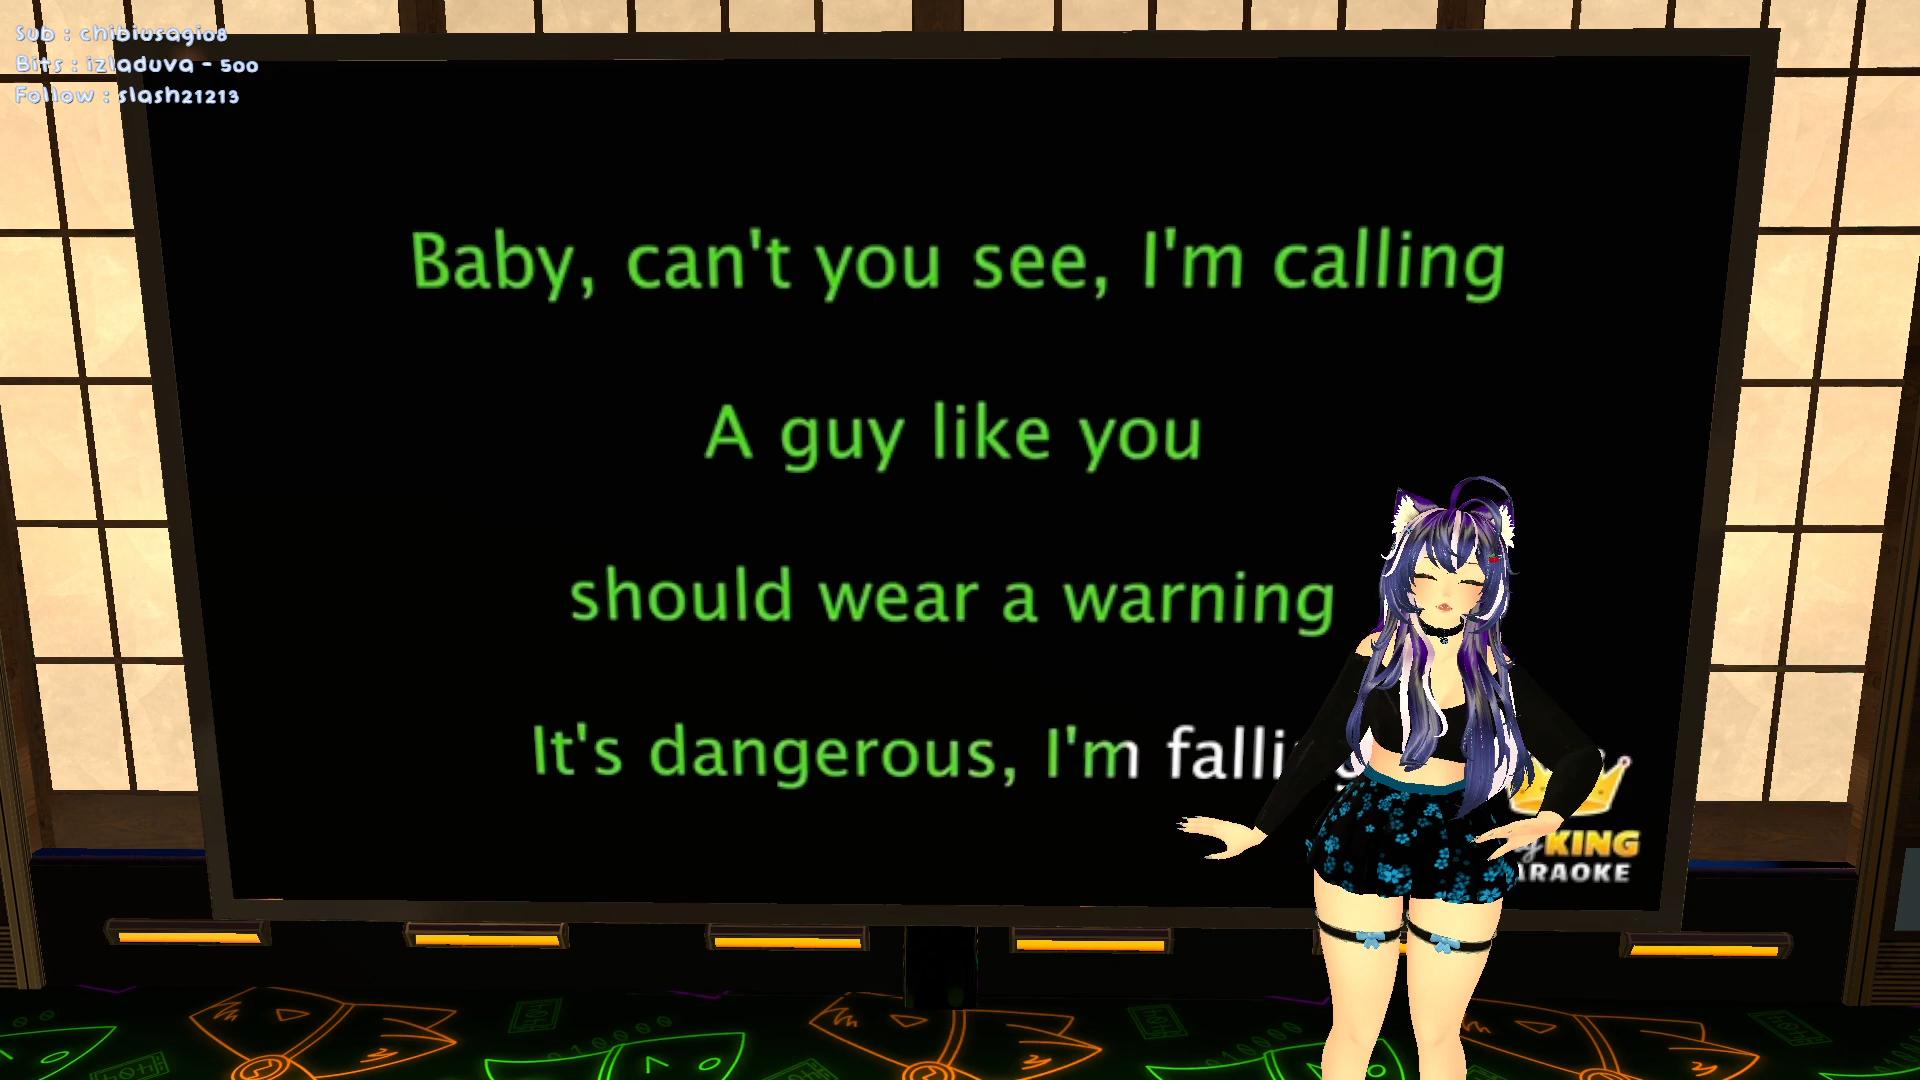 Sub : chibiusagi08
Bits : izladuva - 500
Follow : slash21213
Baby, can't you see, I'm calling
A guy like you
should wear a warning
It's dangerous, I'm falli
KING
ARAOKE